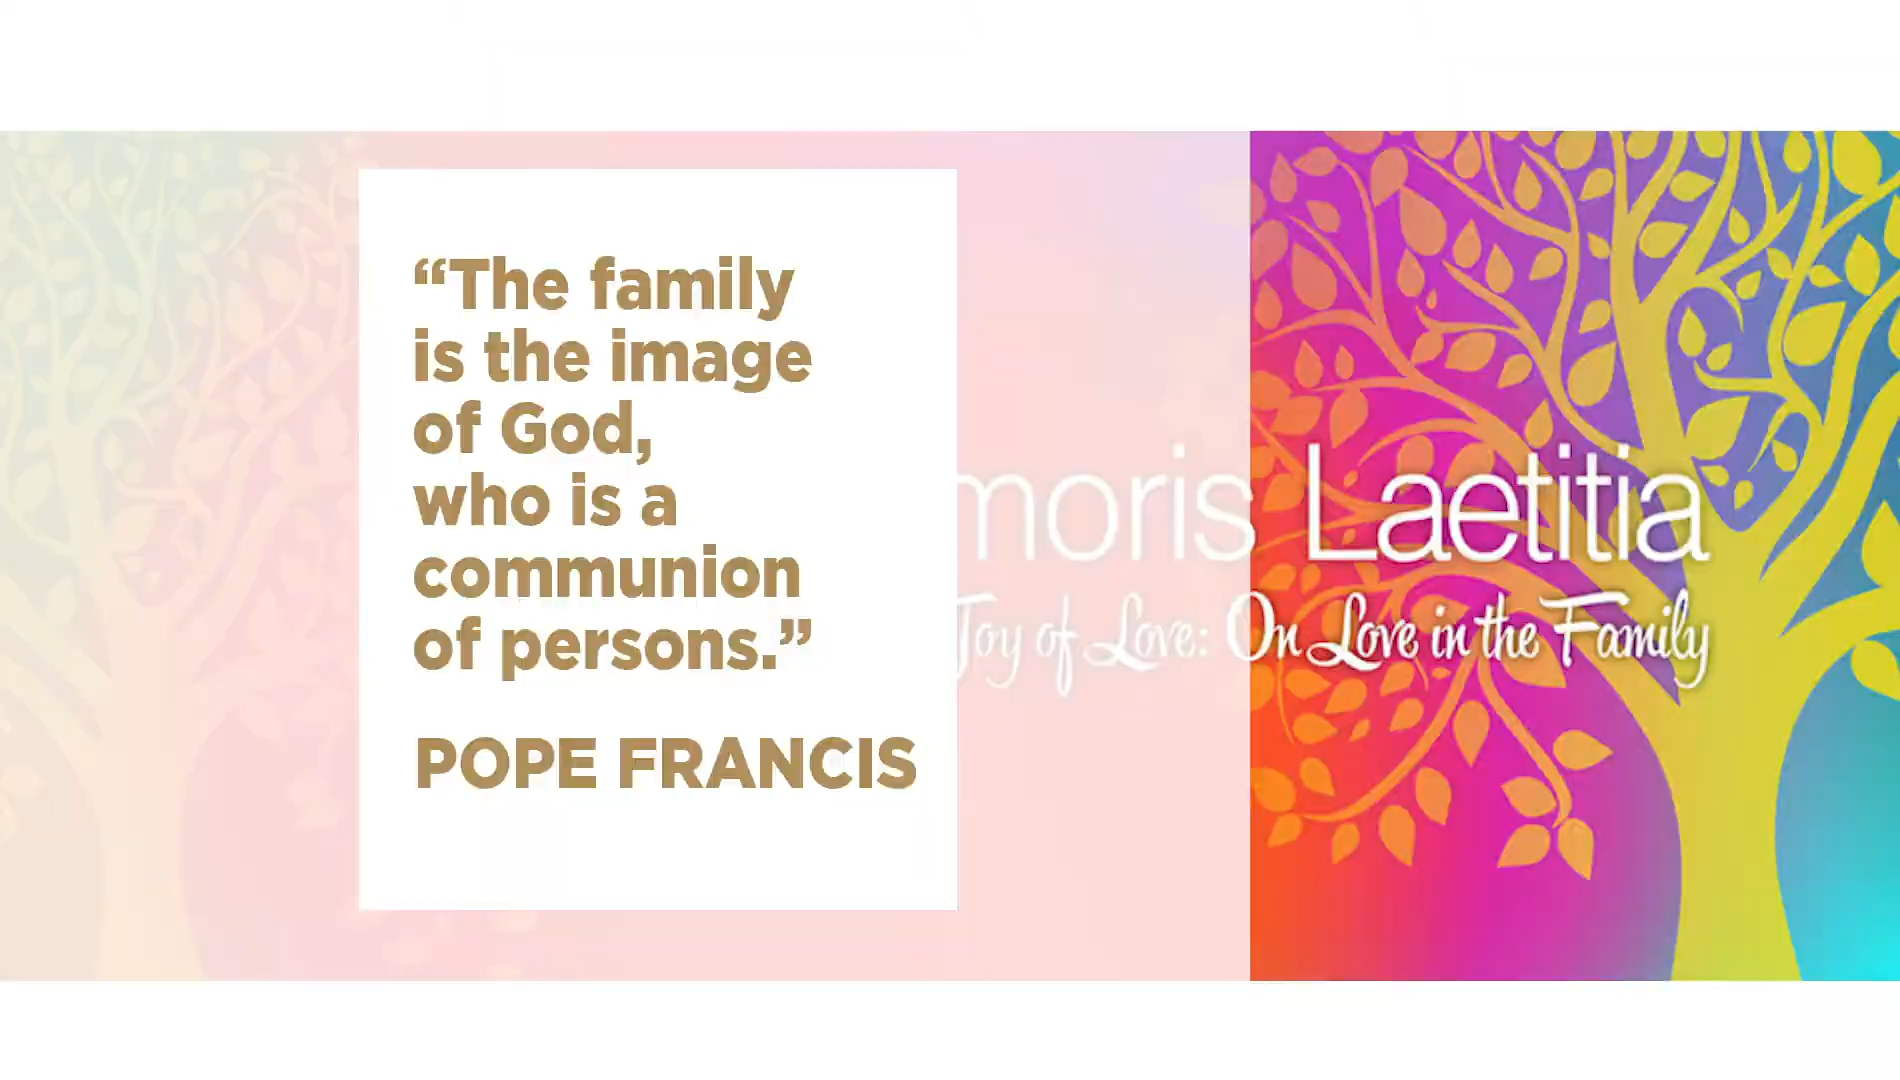 “The family
is the image
of God,
who is a
communion
of persons.”
POPE FRANCIS
moris Laetitia
Joy of Love: On Love in the Family